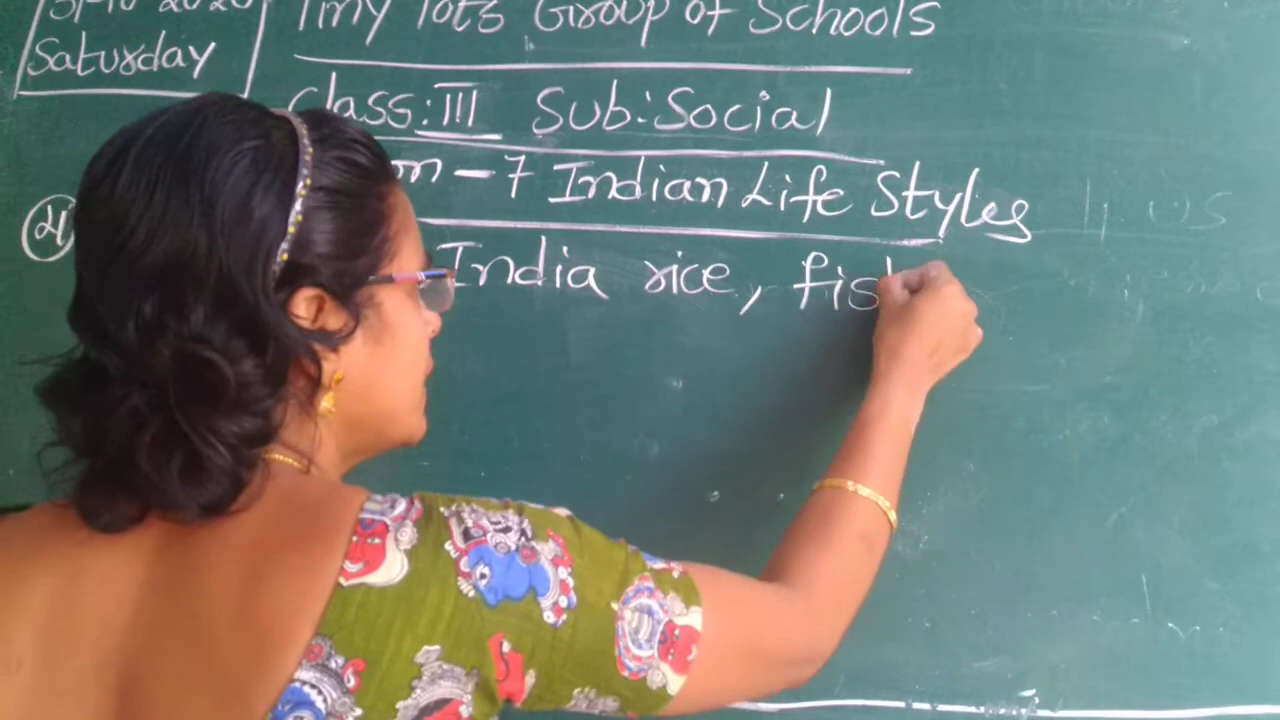 Saturday
Tiny Tots Group of Schools
Class: III Sub: Social
- 7 Indian Life Styles
India rice, fis